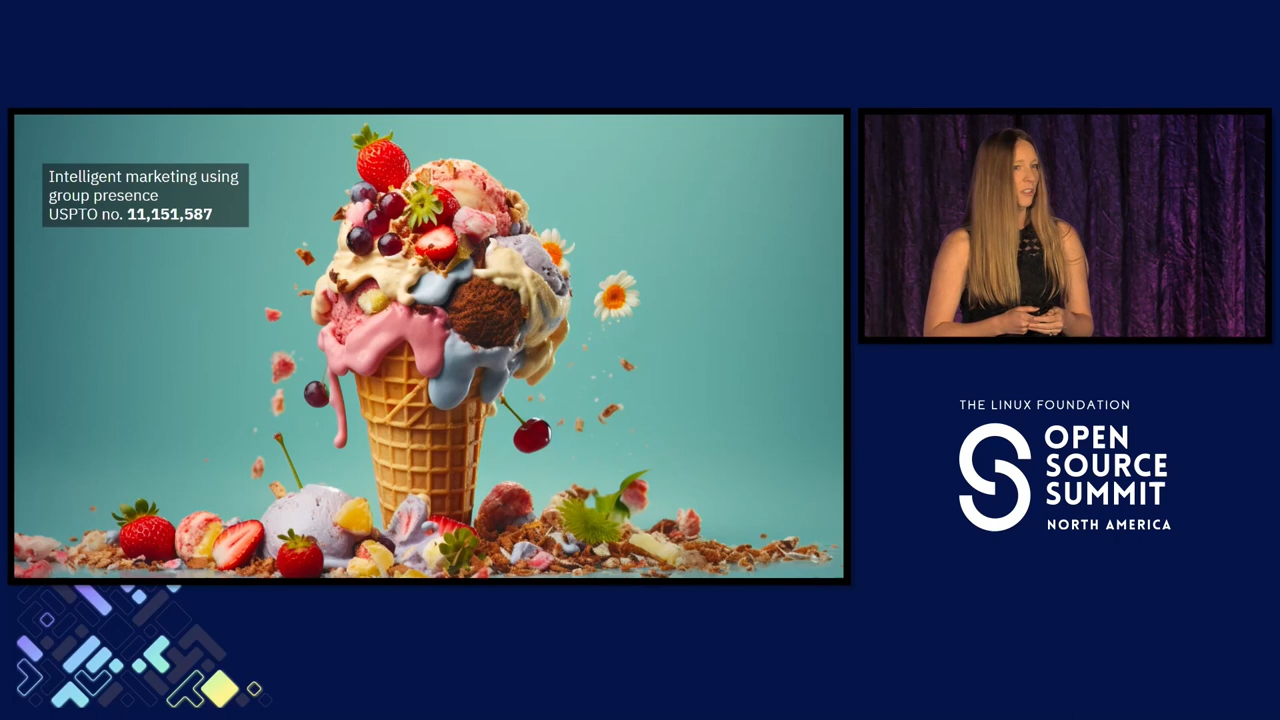 Intelligent marketing using
group presence
USPTO no. 11,151,587
THE LINUX FOUNDATION
OPEN
SOURCE
SUMMIT
NORTH AMERICA